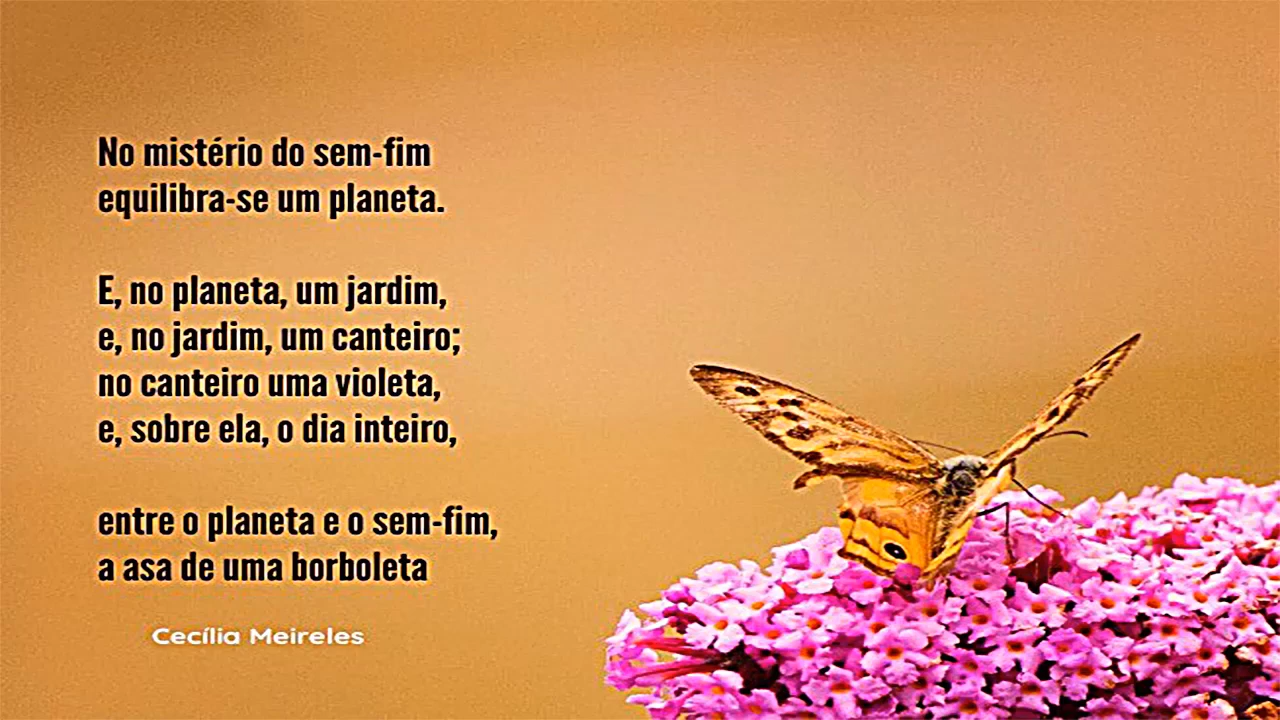 No mistério do sem-fim
equilibra-se um planeta.
E, no planeta, um jardim,
e, no jardim, um canteiro;
no canteiro uma violeta,
e, sobre ela, o dia inteiro,
entre o planeta e o sem-fim,
a asa de uma borboleta
Cecília Meireles